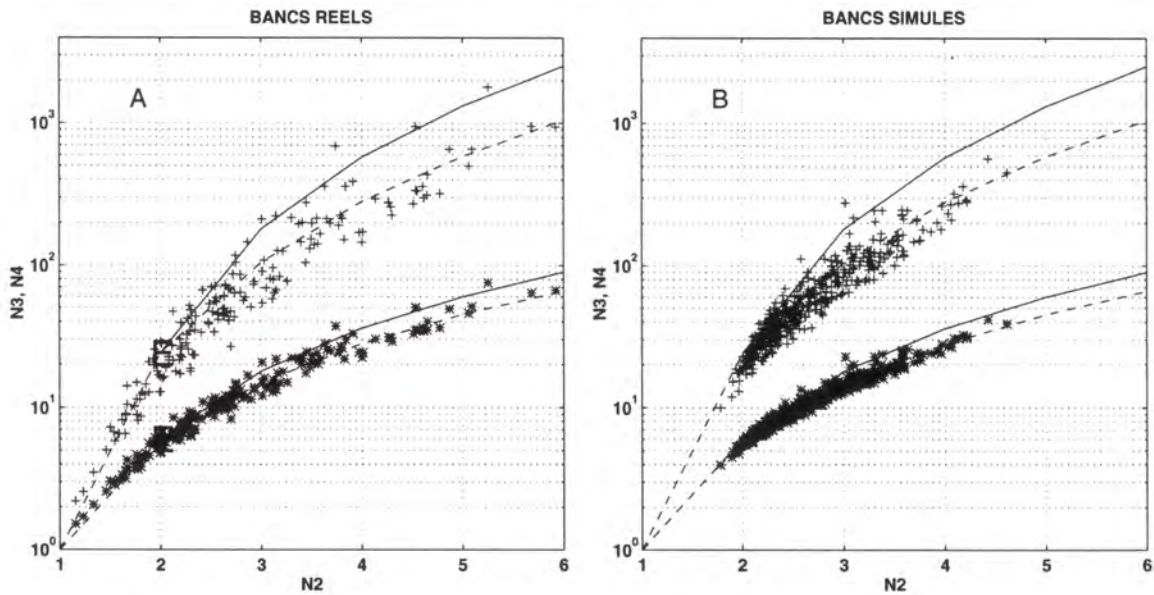 BANCS REELS
A
N3, N4
10^3
10^2
10^1
10^0
1 2 3 4 5 6
N2
BANCS SIMULES
B
N3, N4
10^3
10^2
10^1
10^0
1 2 3 4 5 6
N2